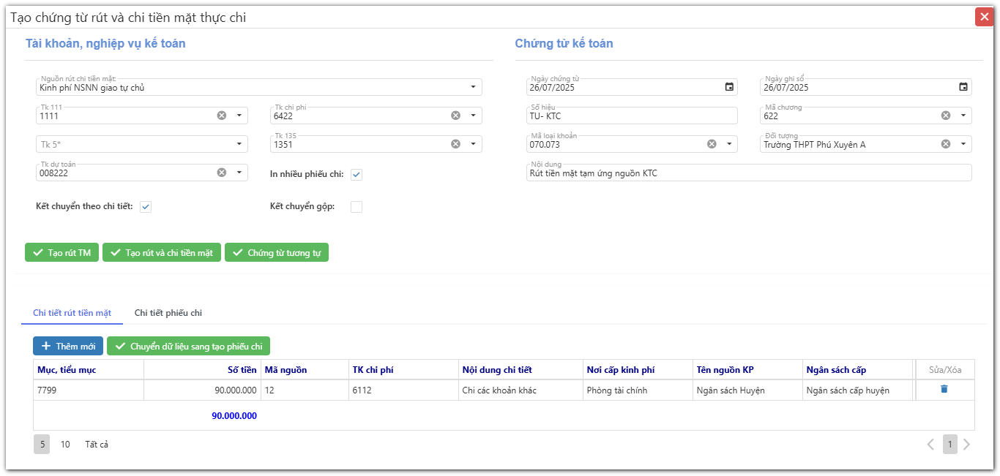 Tạo chứng từ rút và chi tiền mặt thực chi
Tài khoản, nghiệp vụ kế toán
Nguồn rút chi tiền mặt:
Kinh phí NSNN giao tự chủ
Tk 111
1111
Tk chi phí
6422
Tk 5*
Tk 135
1351
Tk dự toán
008222
In nhiều phiếu chi:
Kết chuyển theo chi tiết:
Kết chuyển gộp:
Chứng từ kế toán
Ngày chứng từ
26/07/2025
Ngày ghi sổ
26/07/2025
Số hiệu
TU- KTC
Mã chương
622
Mã loại khoản
070.073
Đối tượng
Trường THPT Phú Xuyên A
Nội dung
Rút tiền mặt tạm ứng nguồn KTC
Tạo rút TM
Tạo rút và chi tiền mặt
Chứng từ tương tự
Chi tiết rút tiền mặt
Chi tiết phiếu chi
Thêm mới
Chuyển dữ liệu sang tạo phiếu chi
Mục, tiểu mục Số tiền Mã nguồn TK chi phí Nội dung chi tiết Nơi cấp kinh phí Tên nguồn KP Ngân sách cấp Sửa/Xóa
7799 90.000.000 12 6112 Chi các khoản khác Phòng tài chính Ngân sách Huyện Ngân sách cấp huyện
90.000.000
5 10 Tất cả 1